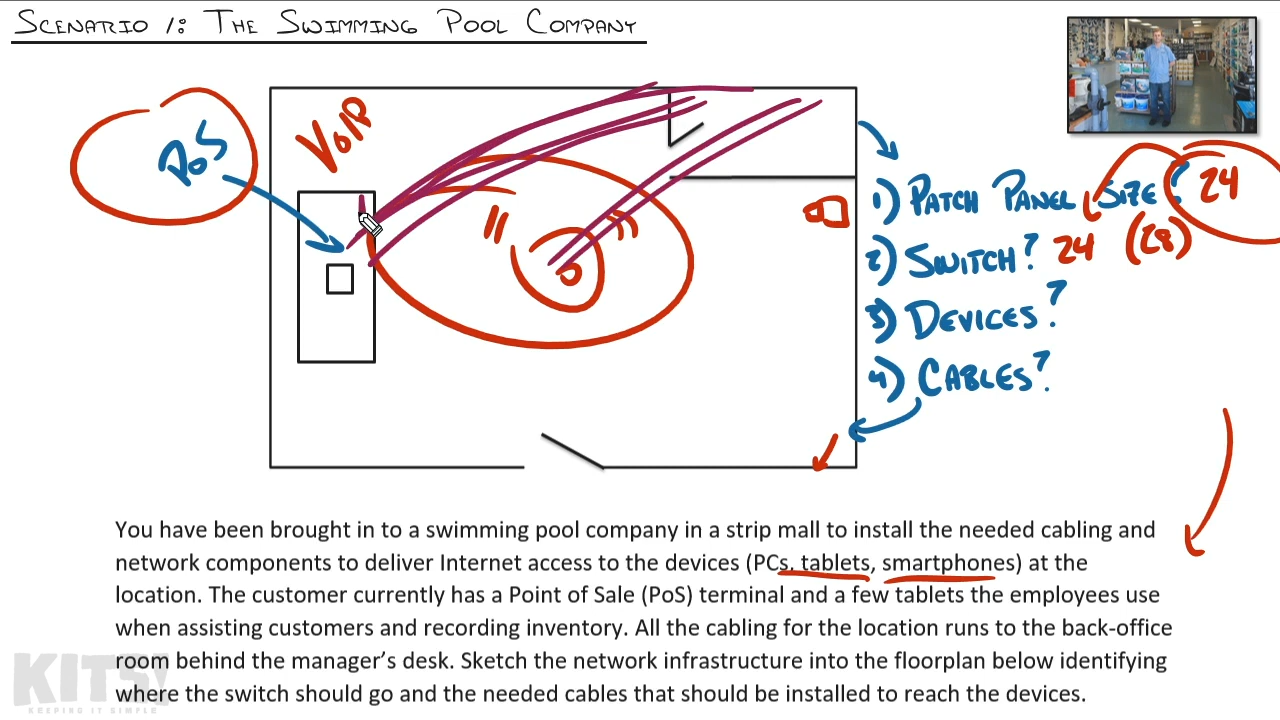 Scenario 1: The Swimming Pool Company
PoS
VoIP
1) Patch Panel Size? 24
2) Switch? 24 (28)
3) Devices?
4) Cables?
You have been brought in to a swimming pool company in a strip mall to install the needed cabling and
network components to deliver Internet access to the devices (PCs, tablets, smartphones) at the
location. The customer currently has a Point of Sale (PoS) terminal and a few tablets the employees use
when assisting customers and recording inventory. All the cabling for the location runs to the back-office
room behind the manager's desk. Sketch the network infrastructure into the floorplan below identifying
where the switch should go and the needed cables that should be installed to reach the devices.
KITS!
KEEPING IT SIMPLE